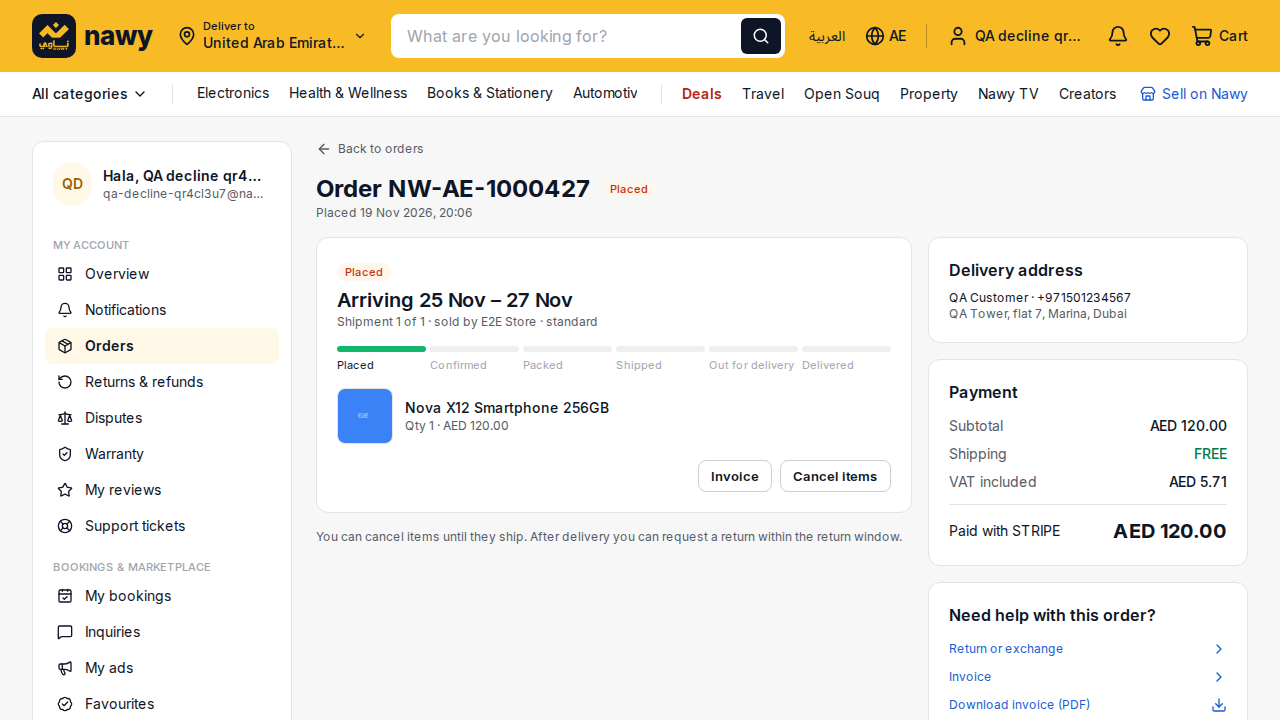 نـاوي
NAWY
nawy
Deliver to
United Arab Emirat...
What are you looking for?
العربية
AE
QA decline qr...
Cart
All categories
Electronics
Health & Wellness
Books & Stationery
Automotiv
Deals
Travel
Open Souq
Property
Nawy TV
Creators
Sell on Nawy
QD
Hala, QA decline qr4...
qa-decline-qr4cl3u7@na...
MY ACCOUNT
Overview
Notifications
Orders
Returns & refunds
Disputes
Warranty
My reviews
Support tickets
BOOKINGS & MARKETPLACE
My bookings
Inquiries
My ads
Favourites
Back to orders
Order NW-AE-1000427
Placed
Placed 19 Nov 2026, 20:06
Placed
Arriving 25 Nov – 27 Nov
Shipment 1 of 1 · sold by E2E Store · standard
Placed
Confirmed
Packed
Shipped
Out for delivery
Delivered
E2E
Nova X12 Smartphone 256GB
Qty 1 · AED 120.00
Invoice
Cancel items
You can cancel items until they ship. After delivery you can request a return within the return window.
Delivery address
QA Customer · +971501234567
QA Tower, flat 7, Marina, Dubai
Payment
Subtotal AED 120.00
Shipping FREE
VAT included AED 5.71
Paid with STRIPE AED 120.00
Need help with this order?
Return or exchange
Invoice
Download invoice (PDF)